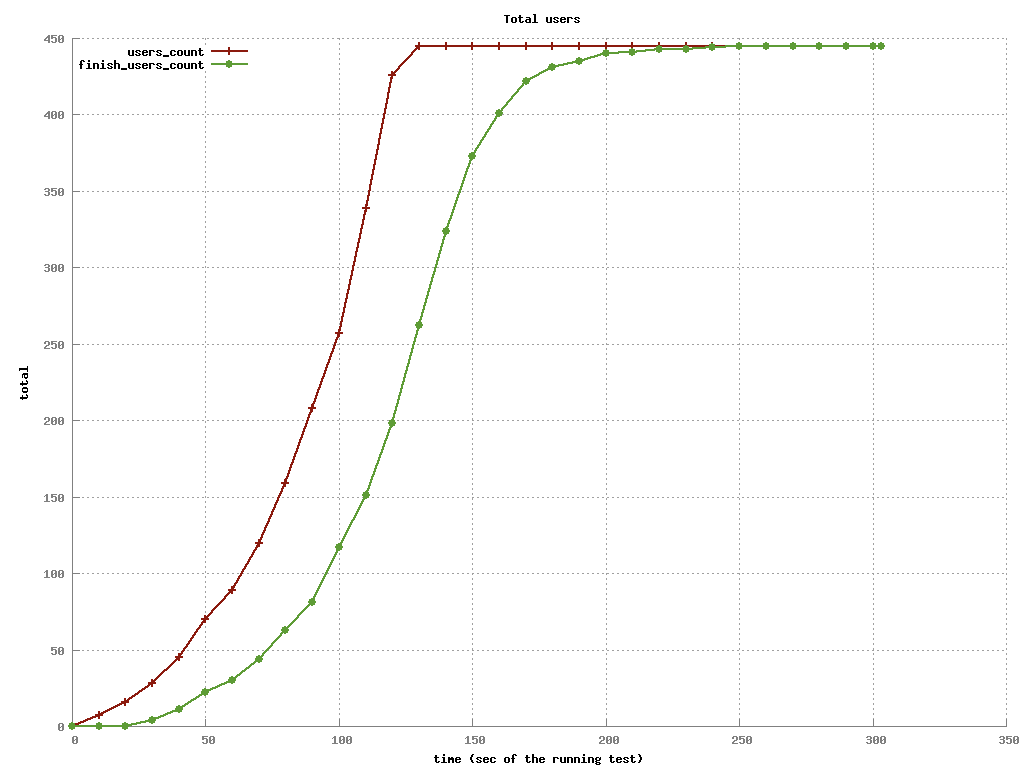 Total users
users_count
finish_users_count
450
400
350
300
250
200
150
100
50
0
total
0 50 100 150 200 250 300 350
time (sec of the running test)